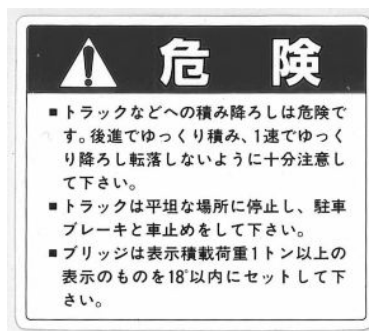 危険
■トラックなどへの積み降ろしは危険で
す。後進でゆっくり積み、1速でゆっく
り降ろし転落しないように十分注意し
て下さい。
■トラックは平坦な場所に停止し、駐車
ブレーキと車止めをして下さい。
■ブリッジは表示積載荷重1トン以上の
表示のものを18°以内にセットして下
さい。